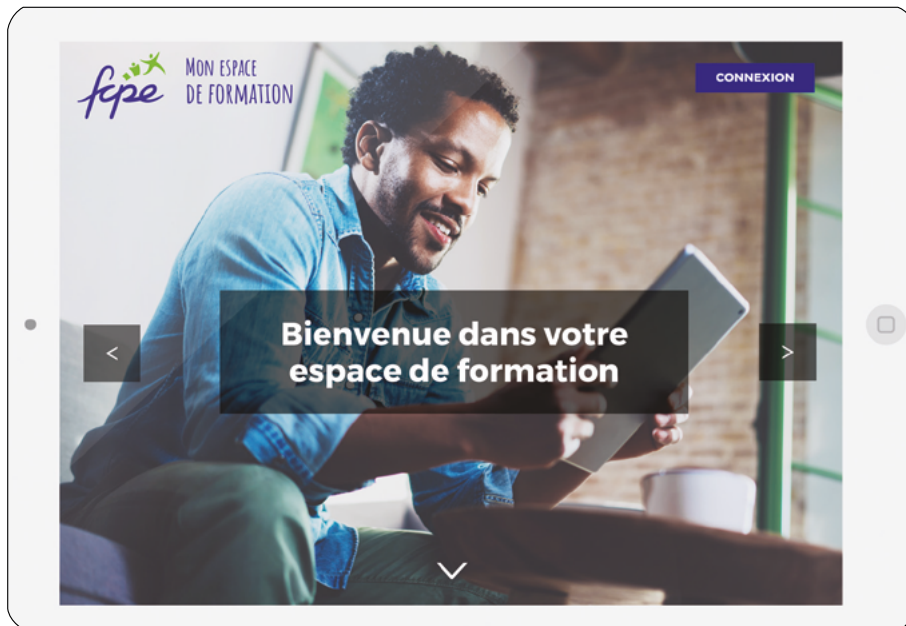 fcpe
MON ESPACE
DE FORMATION
CONNEXION
Bienvenue dans votre
espace de formation
<
>